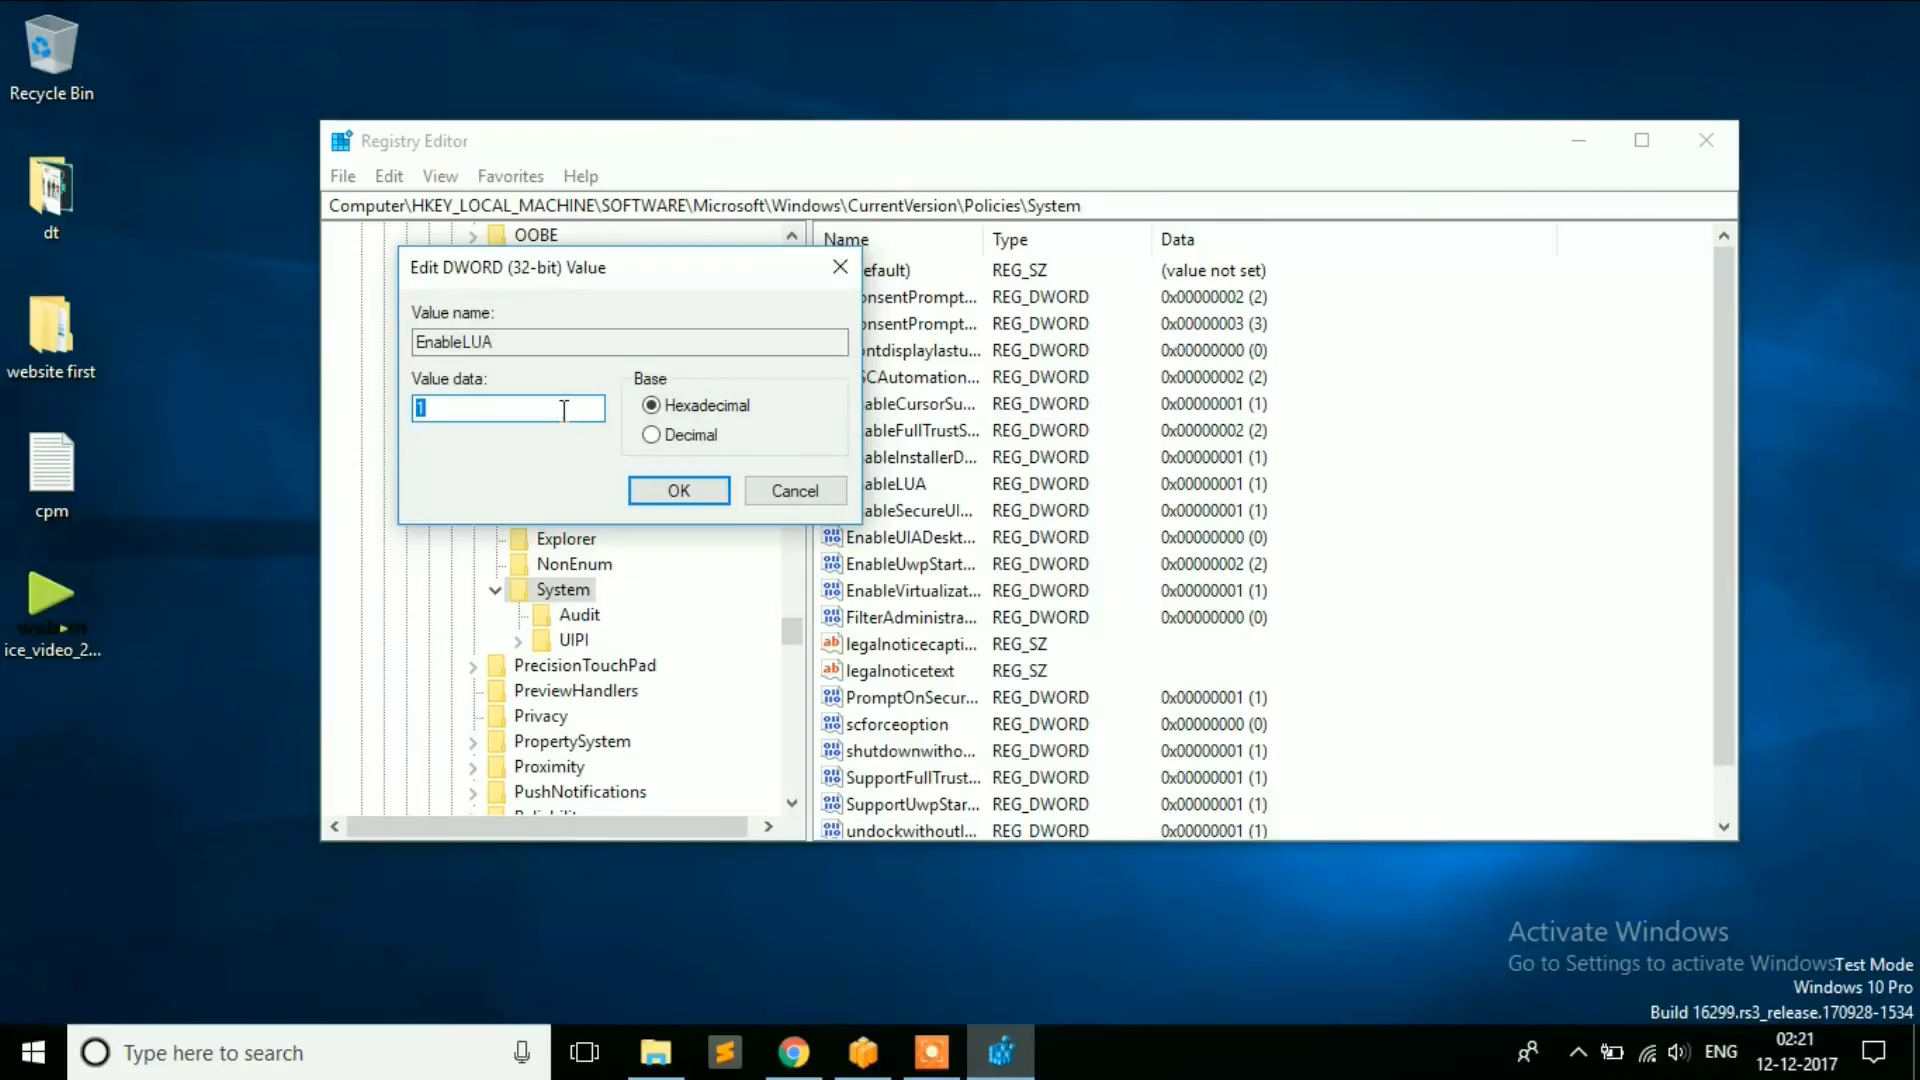 Recycle Bin
dt
website first
cpm
ice_video_2...
Registry Editor
File Edit View Favorites Help
Computer\HKEY_LOCAL_MACHINE\SOFTWARE\Microsoft\Windows\CurrentVersion\Policies\System
OOBE
Edit DWORD (32-bit) Value
Value name:
EnableLUA
Value data:
1
Base
Hexadecimal
Decimal
OK Cancel
Explorer
NonEnum
System
Audit
UIPI
PrecisionTouchPad
PreviewHandlers
Privacy
PropertySystem
Proximity
PushNotifications
Name Type Data
efault) REG_SZ (value not set)
onsentPrompt... REG_DWORD 0x00000002 (2)
onsentPrompt... REG_DWORD 0x00000003 (3)
ontdisplaylastu... REG_DWORD 0x00000000 (0)
SCAutomation... REG_DWORD 0x00000002 (2)
ableCursorSu... REG_DWORD 0x00000001 (1)
ableFullTrustS... REG_DWORD 0x00000002 (2)
ableInstallerD... REG_DWORD 0x00000001 (1)
ableLUA REG_DWORD 0x00000001 (1)
ableSecureUI... REG_DWORD 0x00000001 (1)
EnableUIADeskt... REG_DWORD 0x00000000 (0)
EnableUwpStart... REG_DWORD 0x00000002 (2)
EnableVirtualizat... REG_DWORD 0x00000001 (1)
FilterAdministra... REG_DWORD 0x00000000 (0)
legalnoticecapti... REG_SZ
legalnoticetext REG_SZ
PromptOnSecur... REG_DWORD 0x00000001 (1)
scforceoption REG_DWORD 0x00000000 (0)
shutdownwitho... REG_DWORD 0x00000001 (1)
SupportFullTrust... REG_DWORD 0x00000001 (1)
SupportUwpStar... REG_DWORD 0x00000001 (1)
undockwithoutl... REG_DWORD 0x00000001 (1)
Activate Windows
Go to Settings to activate Windows
Test Mode
Windows 10 Pro
Build 16299.rs3_release.170928-1534
Type here to search
ENG
02:21
12-12-2017